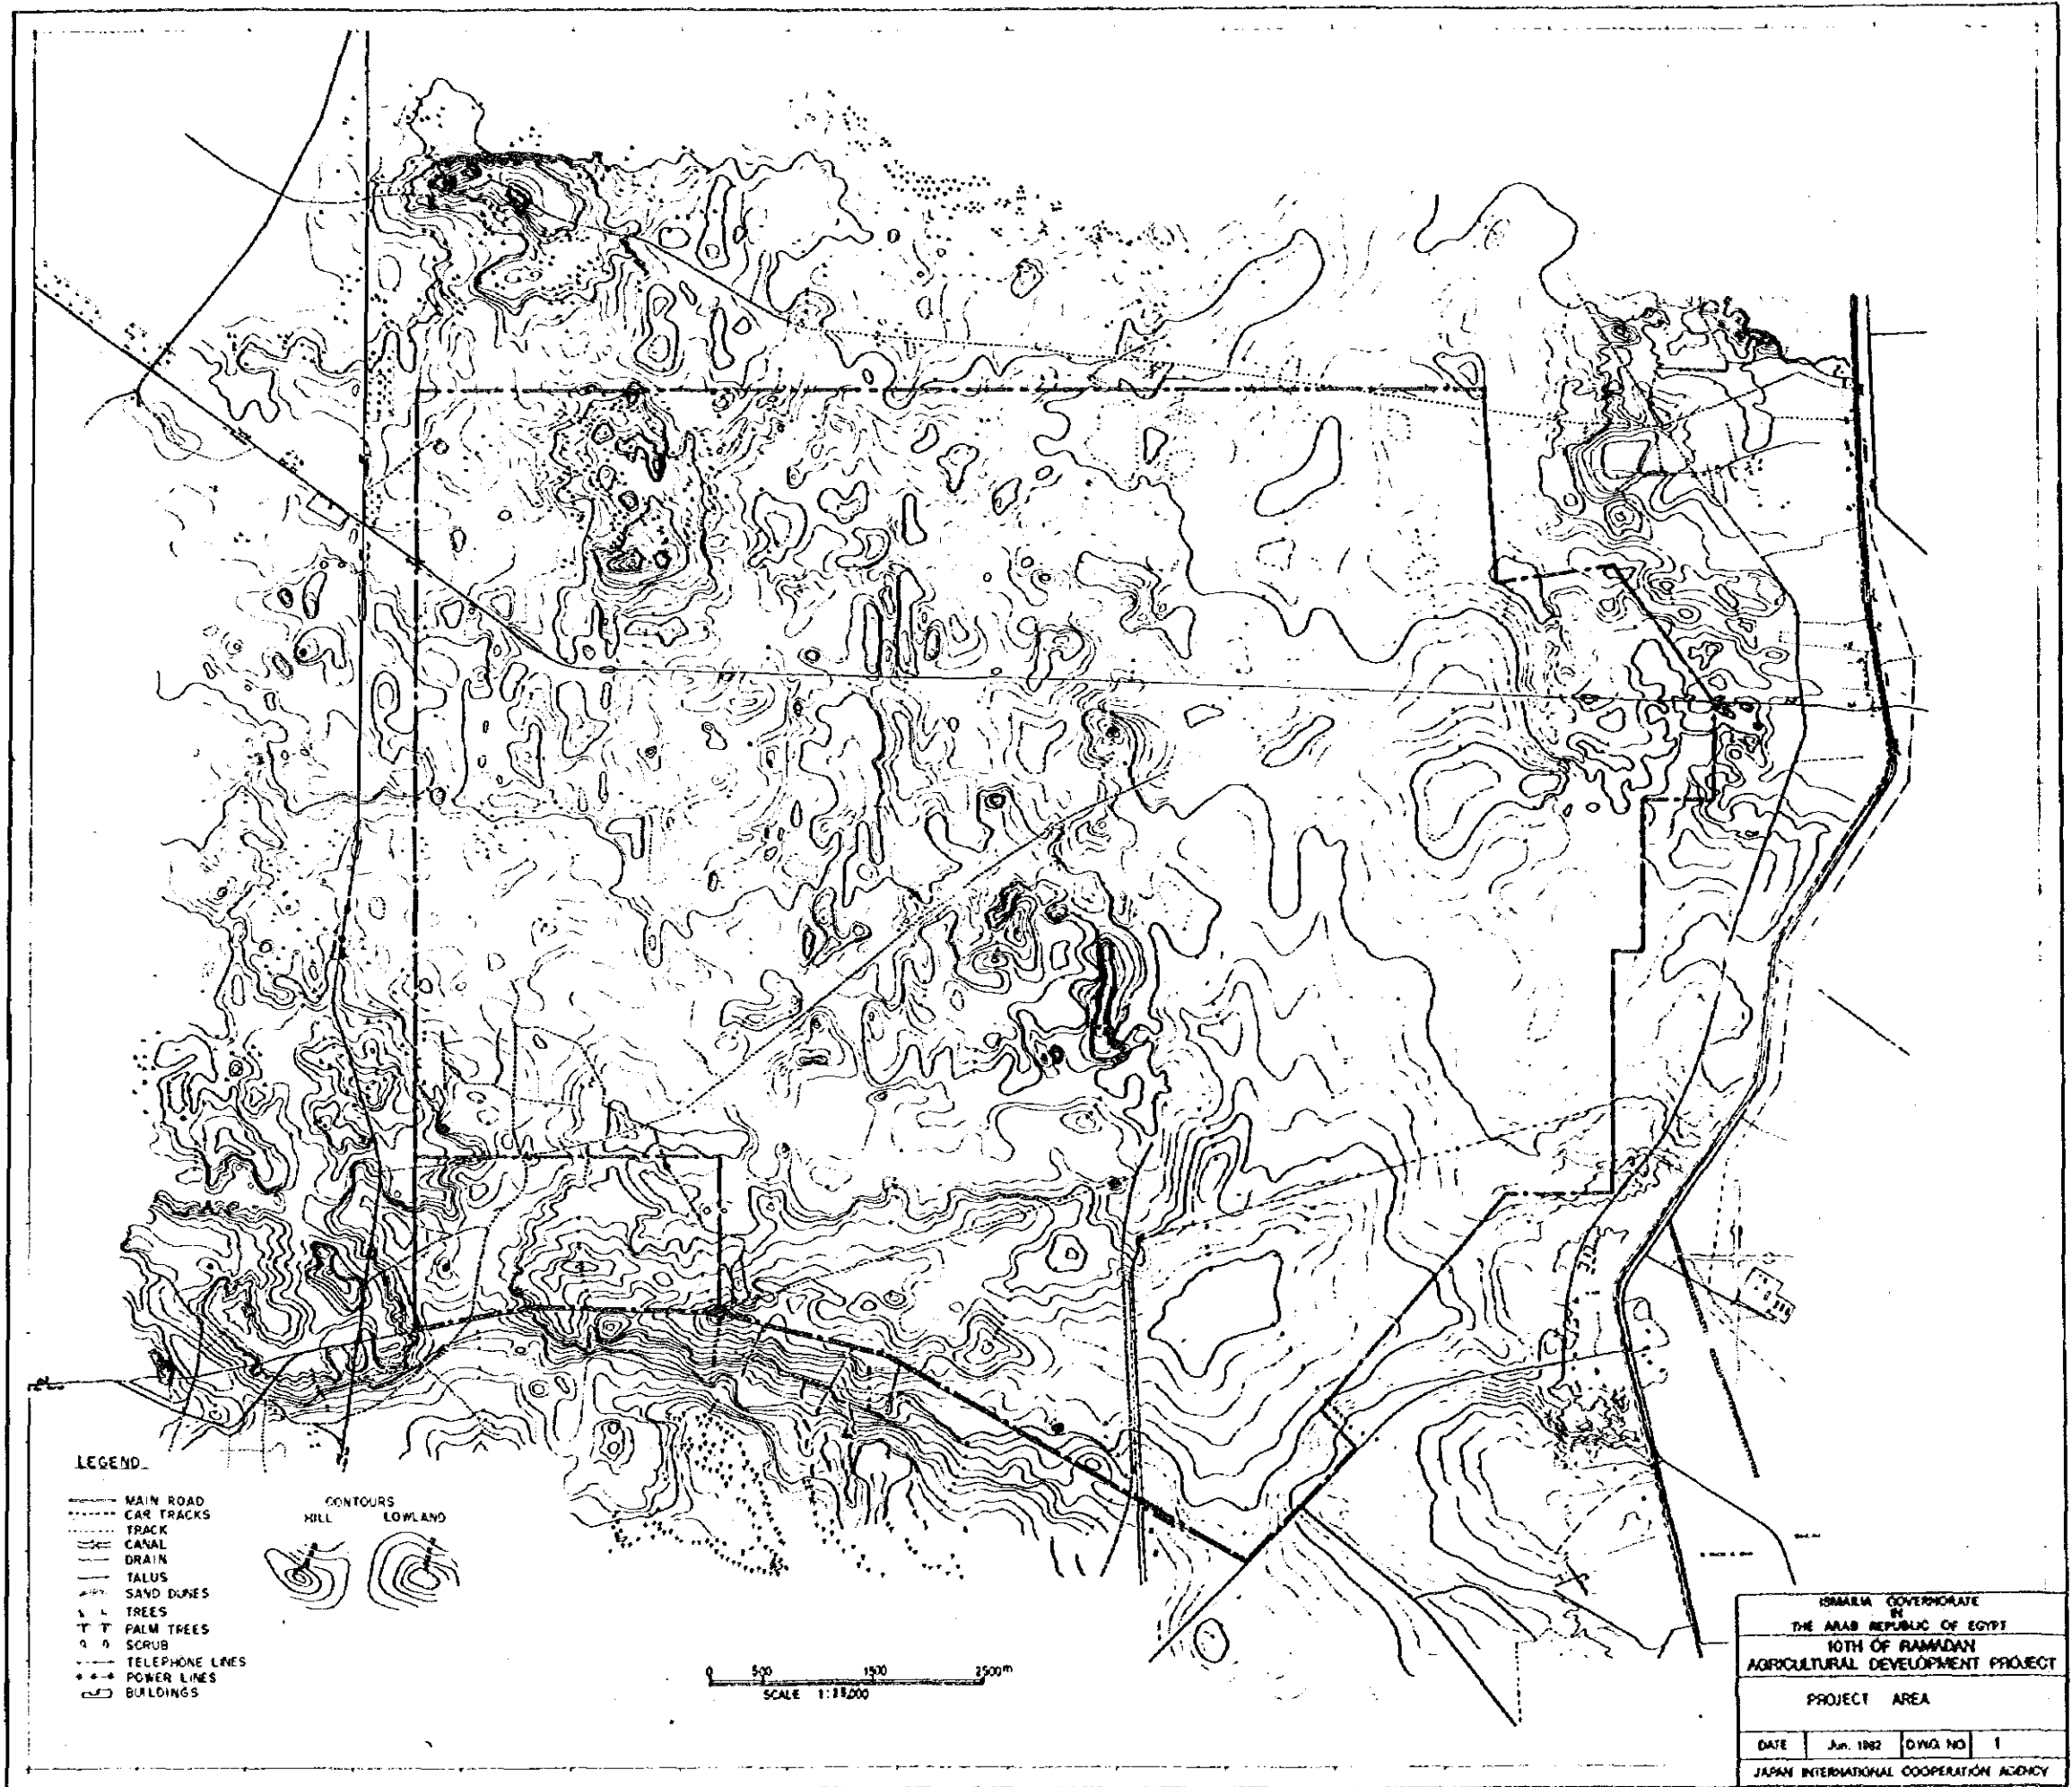 LEGEND
MAIN ROAD
CAR TRACKS
TRACK
CANAL
DRAIN
TALUS
SAND DUNES
TREES
PALM TREES
SCRUB
TELEPHONE LINES
POWER LINES
BUILDINGS
CONTOURS
HILL LOWLAND
0 500 1500 2500m
SCALE
ISMAILIA GOVERNORATE
IN
THE ARAB REPUBLIC OF EGYPT
10TH OF RAMADAN
AGRICULTURAL DEVELOPMENT PROJECT
PROJECT AREA
DATE Jun. 1982 DWG. NO 1
JAPAN INTERNATIONAL COOPERATION AGENCY